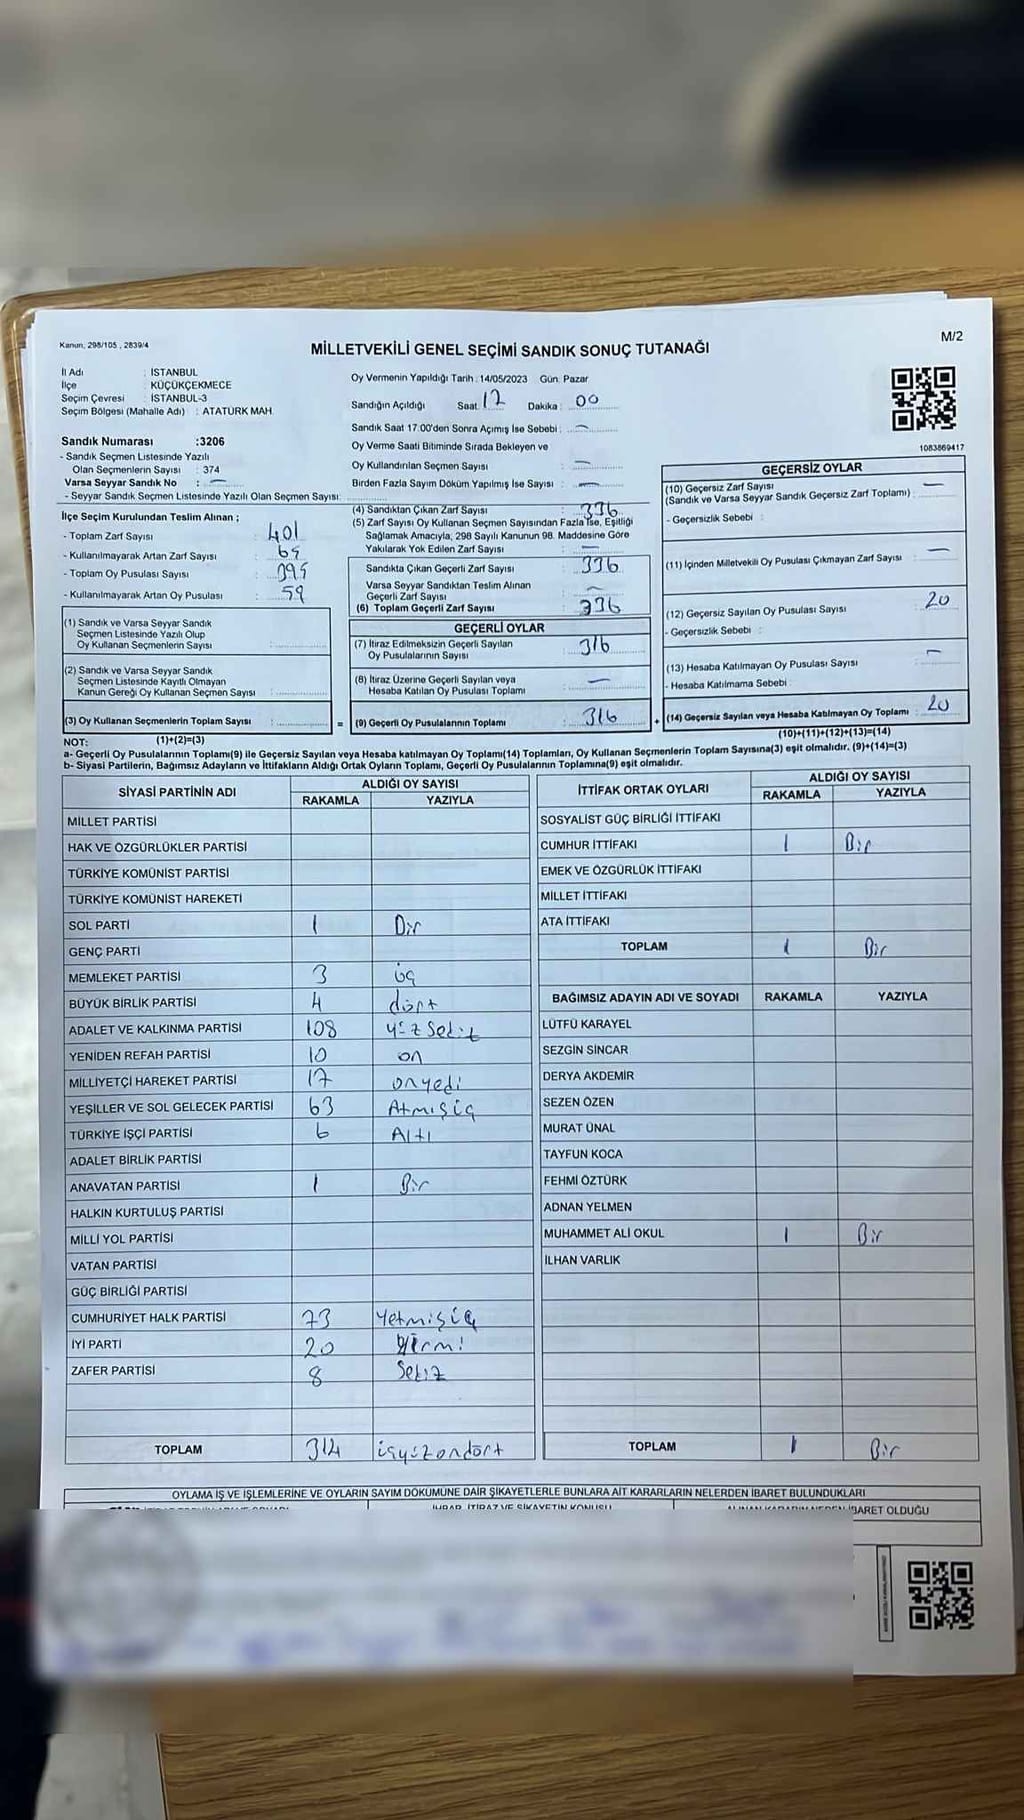 Kanun, 298/105 , 2839/4
M/2
MİLLETVEKİLİ GENEL SEÇİMİ SANDIK SONUÇ TUTANAĞI
İl Adı : İSTANBUL
İlçe : KÜÇÜKÇEKMECE
Seçim Çevresi : İSTANBUL-3
Seçim Bölgesi (Mahalle Adı) : ATATÜRK MAH.
Sandık Numarası :3206
- Sandık Seçmen Listesinde Yazılı
Olan Seçmenlerin Sayısı : 374
Varsa Seyyar Sandık No : —
- Seyyar Sandık Seçmen Listesinde Yazılı Olan Seçmen Sayısı:
Oy Vermenin Yapıldığı Tarih : 14/05/2023 Gün: Pazar
Sandığın Açıldığı Saat: 12 Dakika : 00
Sandık Saat 17:00'den Sonra Açımış İse Sebebi : —
Oy Verme Saati Bitiminde Sırada Bekleyen ve
Oy Kullandırılan Seçmen Sayısı : —
Birden Fazla Sayım Döküm Yapılmış İse Sayısı : —
1083869417
İlçe Seçim Kurulundan Teslim Alınan ;
- Toplam Zarf Sayısı : 401
- Kullanılmayarak Artan Zarf Sayısı : 65
- Toplam Oy Pusulası Sayısı : 395
- Kullanılmayarak Artan Oy Pusulası : 59
(1) Sandık ve Varsa Seyyar Sandık
Seçmen Listesinde Yazılı Olup
Oy Kullanan Seçmenlerin Sayısı :
(2) Sandık ve Varsa Seyyar Sandık
Seçmen Listesinde Kayıtlı Olmayan
Kanun Gereği Oy Kullanan Seçmen Sayısı :
(3) Oy Kullanan Seçmenlerin Toplam Sayısı :
(4) Sandıktan Çıkan Zarf Sayısı : 336
(5) Zarf Sayısı Oy Kullanan Seçmen Sayısından Fazla İse, Eşitliği
Sağlamak Amacıyla, 298 Sayılı Kanunun 98. Maddesine Göre
Yakılarak Yok Edilen Zarf Sayısı : —
Sandıkta Çıkan Geçerli Zarf Sayısı : 336
Varsa Seyyar Sandıktan Teslim Alınan
Geçerli Zarf Sayısı : —
(6) Toplam Geçerli Zarf Sayısı : 336
GEÇERLİ OYLAR
(7) İtiraz Edilmeksizin Geçerli Sayılan
Oy Pusulalarının Sayısı : 316
(8) İtiraz Üzerine Geçerli Sayılan veya
Hesaba Katılan Oy Pusulası Toplamı : —
= (9) Geçerli Oy Pusulalarının Toplamı : 316
GEÇERSİZ OYLAR
(10) Geçersiz Zarf Sayısı
(Sandık ve Varsa Seyyar Sandık Geçersiz Zarf Toplamı) : —
- Geçersizlik Sebebi :
(11) İçinden Milletvekili Oy Pusulası Çıkmayan Zarf Sayısı : —
(12) Geçersiz Sayılan Oy Pusulası Sayısı : 20
- Geçersizlik Sebebi :
(13) Hesaba Katılmayan Oy Pusulası Sayısı : —
- Hesaba Katılmama Sebebi :
+ (14) Geçersiz Sayılan veya Hesaba Katılmayan Oy Toplamı : 20
NOT: (1)+(2)=(3)
(10)+(11)+(12)+(13)=(14)
a- Geçerli Oy Pusulalarının Toplamı(9) ile Geçersiz Sayılan veya Hesaba katılmayan Oy Toplamı(14) Toplamları, Oy Kullanan Seçmenlerin Toplam Sayısına(3) eşit olmalıdır. (9)+(14)=(3)
b- Siyasi Partilerin, Bağımsız Adayların ve İttifakların Aldığı Ortak Oyların Toplamı, Geçerli Oy Pusulalarının Toplamına(9) eşit olmalıdır.
SİYASİ PARTİNİN ADI ALDIĞI OY SAYISI
RAKAMLA YAZIYLA
MİLLET PARTİSİ
HAK VE ÖZGÜRLÜKLER PARTİSİ
TÜRKİYE KOMÜNİST PARTİSİ
TÜRKİYE KOMÜNİST HAREKETİ
SOL PARTİ 1 Bir
GENÇ PARTİ
MEMLEKET PARTİSİ 3 üç
BÜYÜK BİRLİK PARTİSİ 4 dört
ADALET VE KALKINMA PARTİSİ 108 yüz Sekiz
YENİDEN REFAH PARTİSİ 10 on
MİLLİYETÇİ HAREKET PARTİSİ 17 onyedi
YEŞİLLER VE SOL GELECEK PARTİSİ 63 Atmışüç
TÜRKİYE İŞÇİ PARTİSİ 6 Altı
ADALET BİRLİK PARTİSİ
ANAVATAN PARTİSİ 1 Bir
HALKIN KURTULUŞ PARTİSİ
MİLLİ YOL PARTİSİ
VATAN PARTİSİ
GÜÇ BİRLİĞİ PARTİSİ
CUMHURİYET HALK PARTİSİ 73 Yetmişüç
İYİ PARTİ 20 Yirmi
ZAFER PARTİSİ 8 Sekiz
TOPLAM 314 üçyüzondört
İTTİFAK ORTAK OYLARI ALDIĞI OY SAYISI
RAKAMLA YAZIYLA
SOSYALİST GÜÇ BİRLİĞİ İTTİFAKI
CUMHUR İTTİFAKI 1 Bir
EMEK VE ÖZGÜRLÜK İTTİFAKI
MİLLET İTTİFAKI
ATA İTTİFAKI
TOPLAM 1 Bir
BAĞIMSIZ ADAYIN ADI VE SOYADI RAKAMLA YAZIYLA
LÜTFÜ KARAYEL
SEZGİN SİNCAR
DERYA AKDEMİR
SEZEN ÖZEN
MURAT ÜNAL
TAYFUN KOCA
FEHMİ ÖZTÜRK
ADNAN YELMEN
MUHAMMET ALİ OKUL 1 Bir
İLHAN VARLIK
TOPLAM 1 Bir
OYLAMA İŞ VE İŞLEMLERİNE VE OYLARIN SAYIM DÖKÜMÜNE DAİR ŞİKAYETLERLE BUNLARA AİT KARARLARIN NELERDEN İBARET BULUNDUKLARI
İHBAR, İTİRAZ VE ŞİKAYETİN KONUSU
ALINAN KARARIN NEDEN İBARET OLDUĞU